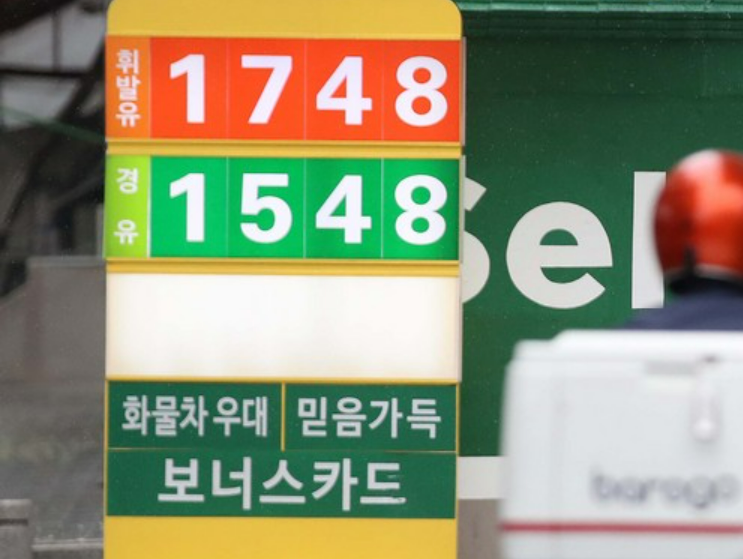 휘발유 1748
경유 1548
Sel
화물차우대 믿음가득
보너스카드
barogo